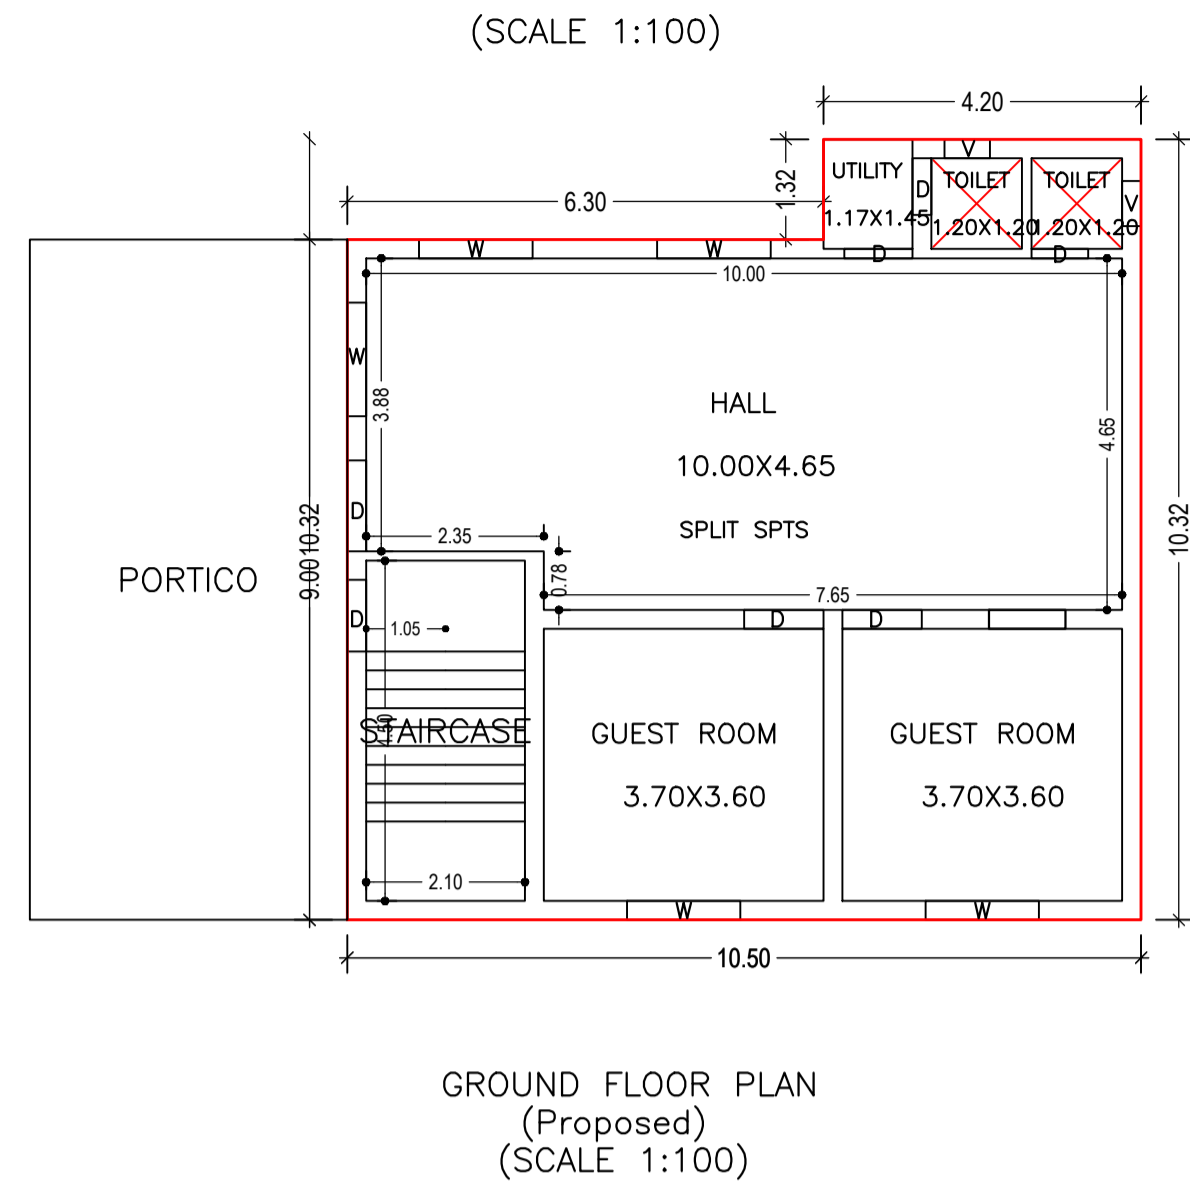 (SCALE 1:100)
4.20
UTILITY
V
TOILET
TOILET
1.32
D
V
6.30
1.17X1.45
1.20X1.20
1.20X1.20
W
W
D
D
10.00
W
3.88
HALL
4.65
10.00X4.65
D
SPLIT SPTS
10.32
9.00
10.32
2.35
PORTICO
0.78
7.65
D
1.05
D
D
STAIRCASE
4.50
GUEST ROOM
GUEST ROOM
3.70X3.60
3.70X3.60
2.10
W
W
10.50
GROUND FLOOR PLAN
(Proposed)
(SCALE 1:100)